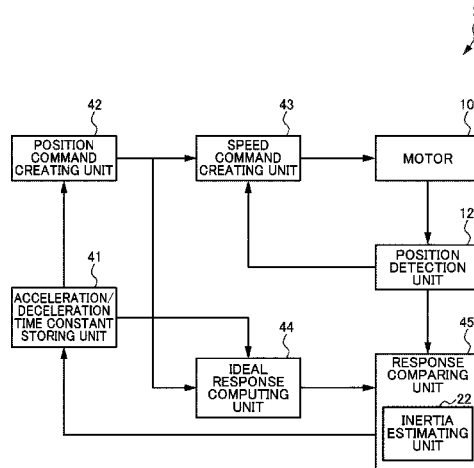 42
43
10
POSITION
COMMAND
CREATING UNIT
SPEED
COMMAND
CREATING UNIT
MOTOR
12
POSITION
DETECTION
UNIT
41
ACCELERATION/
DECELERATION
TIME CONSTANT
STORING UNIT
44
IDEAL
RESPONSE
COMPUTING
UNIT
45
RESPONSE
COMPARING
UNIT
22
INERTIA
ESTIMATING
UNIT